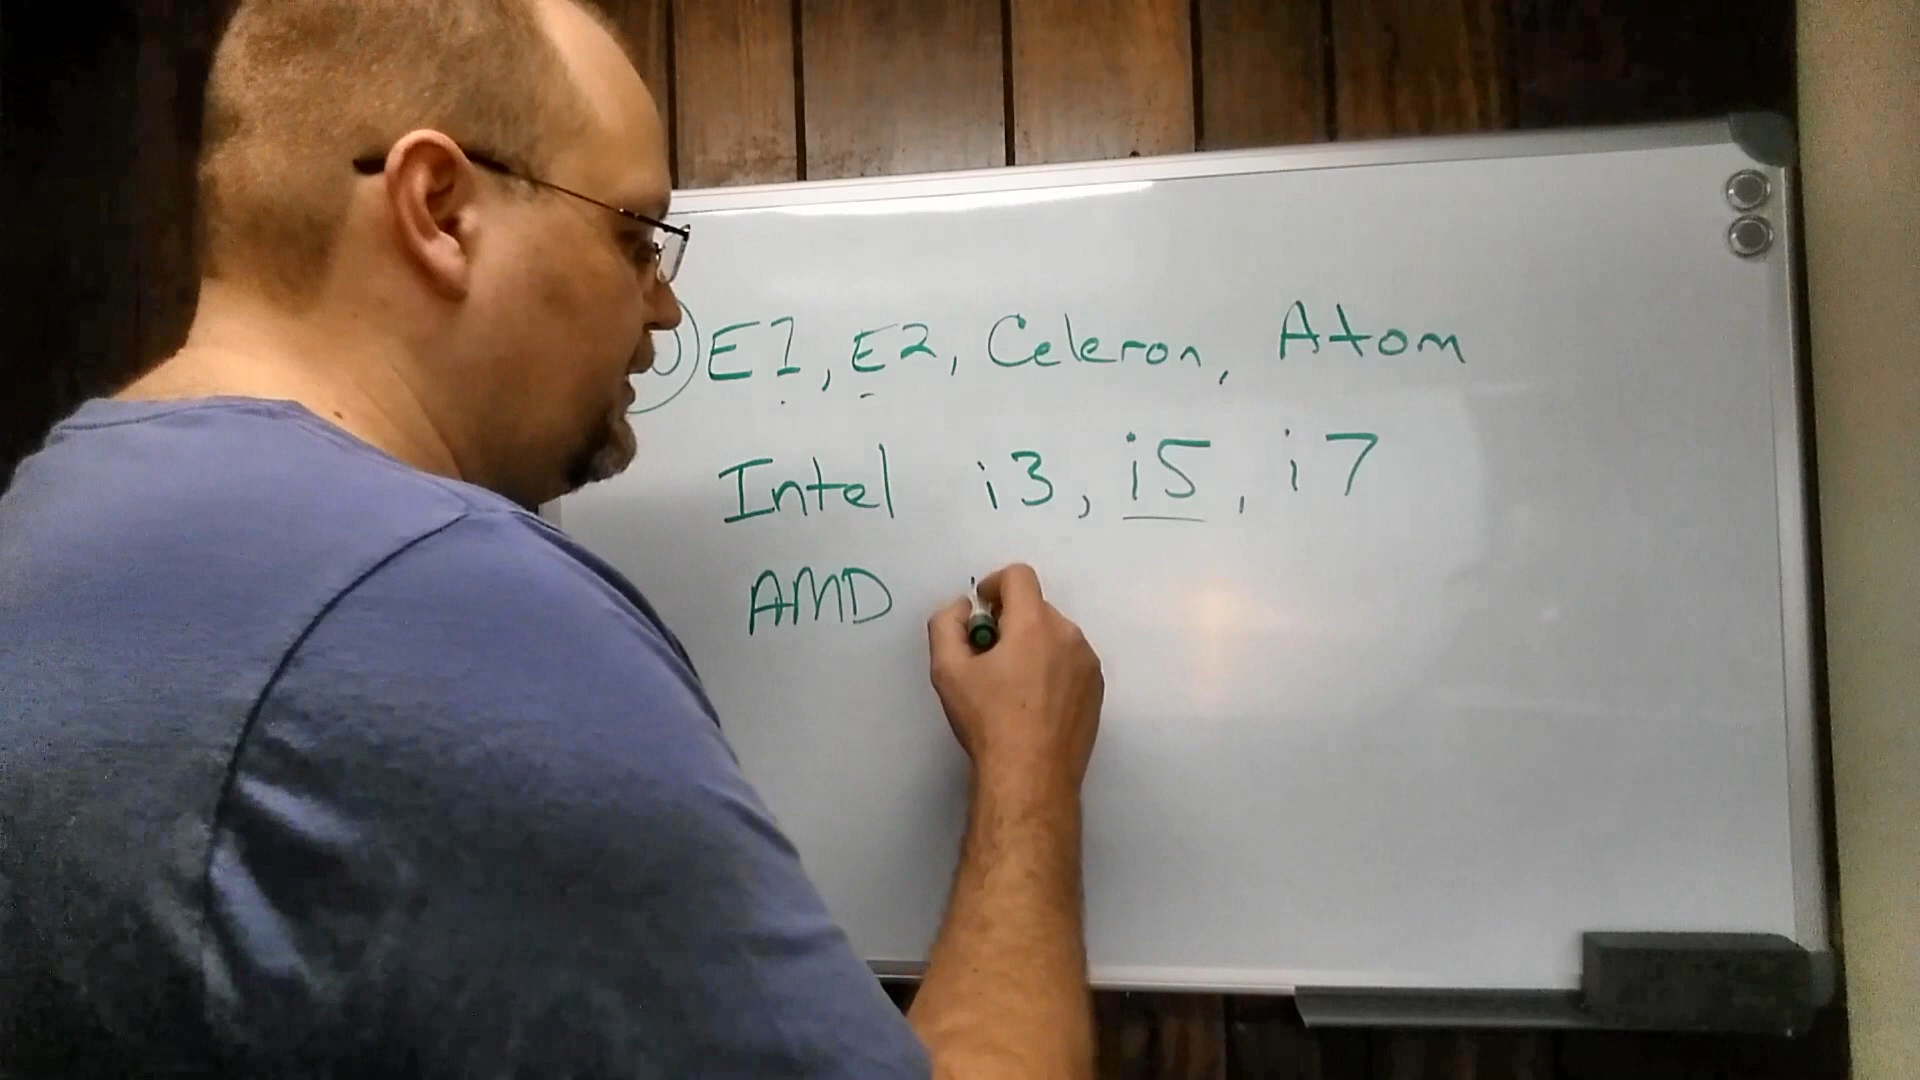 E1, E2, Celeron, Atom
Intel i3, i5, i7
AMD